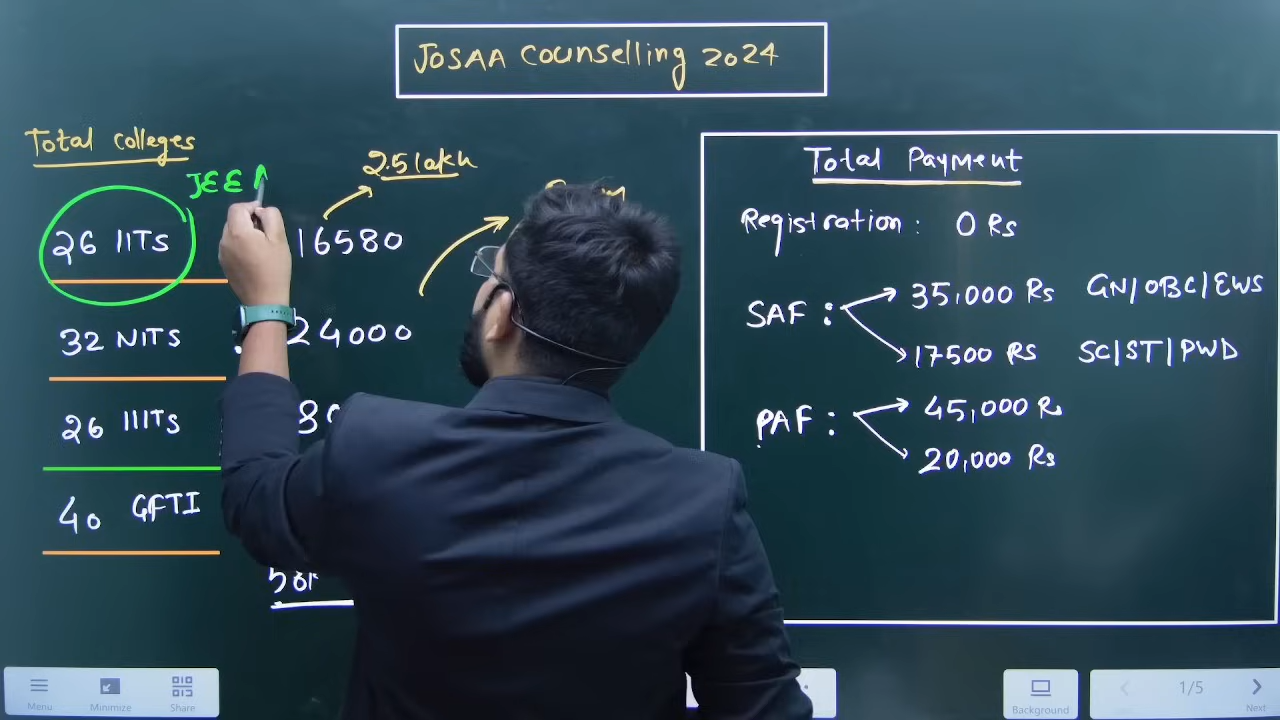 JOSAA Counselling 2024
Total Colleges
JEE
2.5 lakh
26 IITs
16580
32 NITs
24000
26 IIITs
40 GFTI
Total Payment
Registration : 0 Rs
SAF : 35,000 Rs GN/OBC/EWS
17500 Rs SC/ST/PWD
PAF : 45,000 Rs
20,000 Rs
Menu
Minimize
Share
Background
1/5
Next